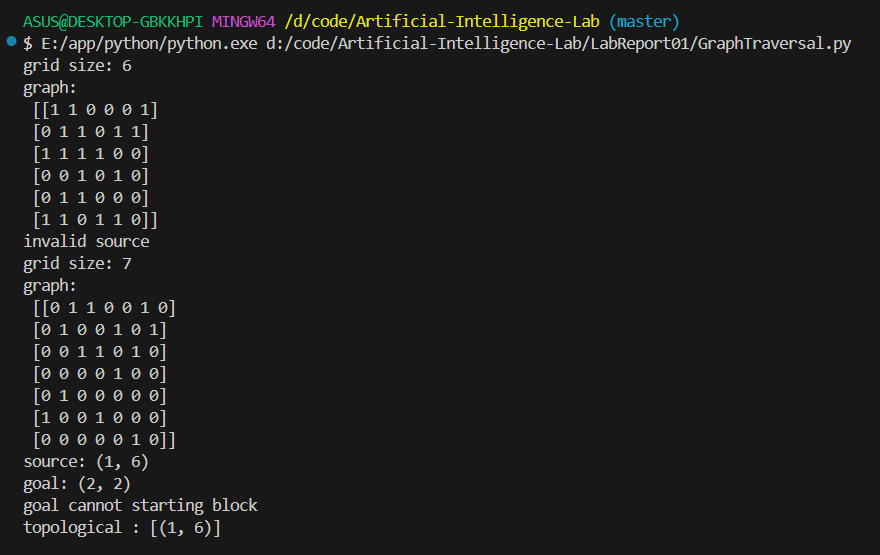 ASUS@DESKTOP-GBKKHPI MINGW64 /d/code/Artificial-Intelligence-Lab (master)
$ E:/app/python/python.exe d:/code/Artificial-Intelligence-Lab/LabReport01/GraphTraversal.py
grid size: 6
graph:
[[1 1 0 0 0 1]
[0 1 1 0 1 1]
[1 1 1 1 0 0]
[0 0 1 0 1 0]
[0 1 1 0 0 0]
[1 1 0 1 1 0]]
invalid source
grid size: 7
graph:
[[0 1 1 0 0 1 0]
[0 1 0 0 1 0 1]
[0 0 1 1 0 1 0]
[0 0 0 0 1 0 0]
[0 1 0 0 0 0 0]
[1 0 0 1 0 0 0]
[0 0 0 0 0 1 0]]
source: (1, 6)
goal: (2, 2)
goal cannot starting block
topological : [(1, 6)]